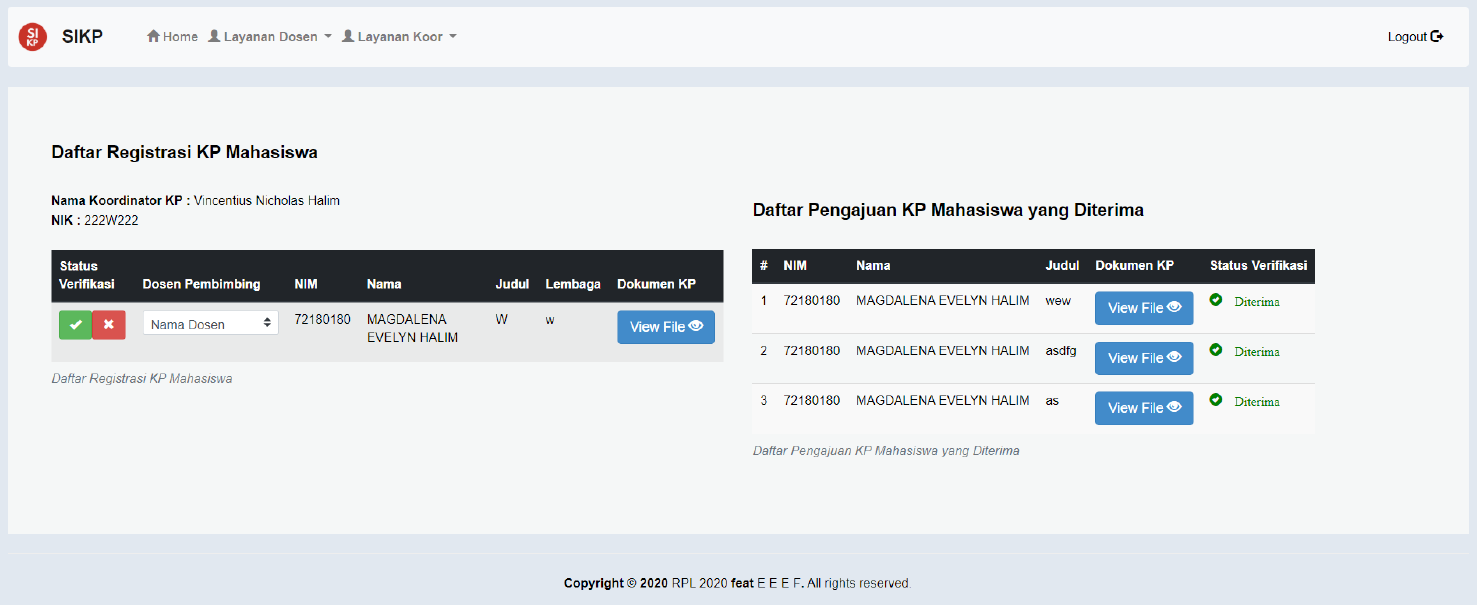 SI
KP
SIKP
Home
Layanan Dosen
Layanan Koor
Logout
Daftar Registrasi KP Mahasiswa
Nama Koordinator KP : Vincentius Nicholas Halim
NIK : 222W222
Status Verifikasi Dosen Pembimbing NIM Nama Judul Lembaga Dokumen KP
Nama Dosen 72180180 MAGDALENA EVELYN HALIM W w View File
Daftar Registrasi KP Mahasiswa
Daftar Pengajuan KP Mahasiswa yang Diterima
# NIM Nama Judul Dokumen KP Status Verifikasi
1 72180180 MAGDALENA EVELYN HALIM wew View File Diterima
2 72180180 MAGDALENA EVELYN HALIM asdfg View File Diterima
3 72180180 MAGDALENA EVELYN HALIM as View File Diterima
Daftar Pengajuan KP Mahasiswa yang Diterima
Copyright © 2020 RPL 2020 feat E E E F. All rights reserved.